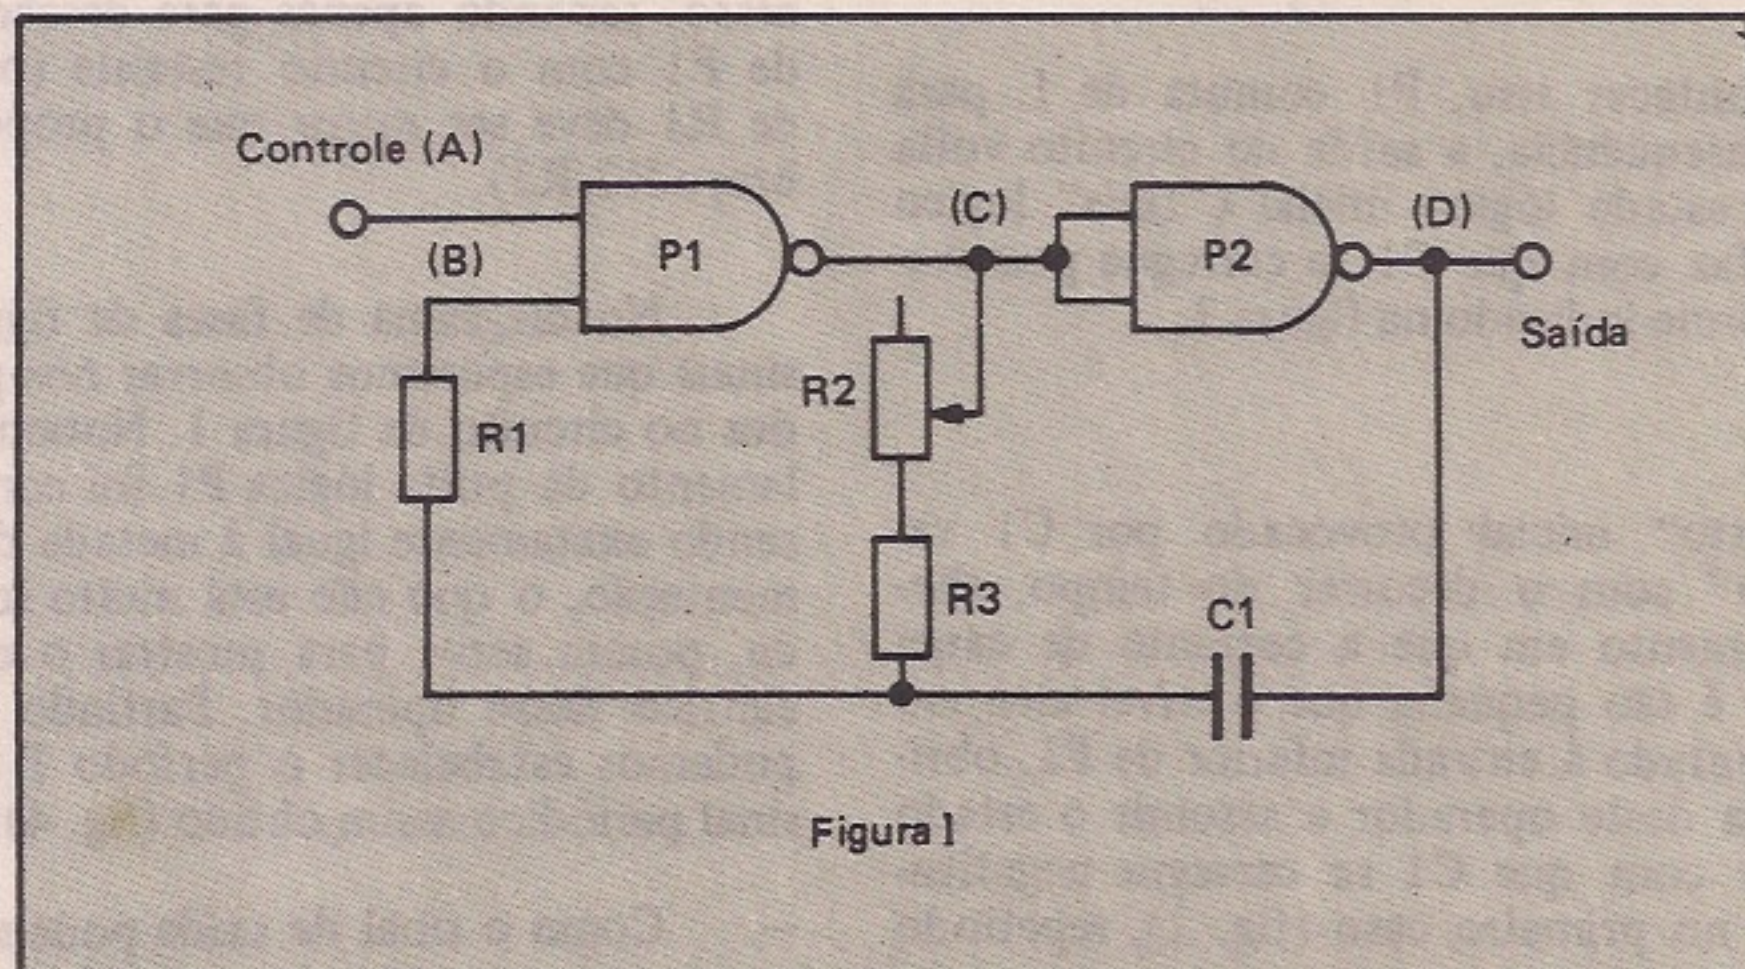 Controle (A)
(B)
P1
(C)
P2
(D)
Saída
R1
R2
R3
C1
Figura 1